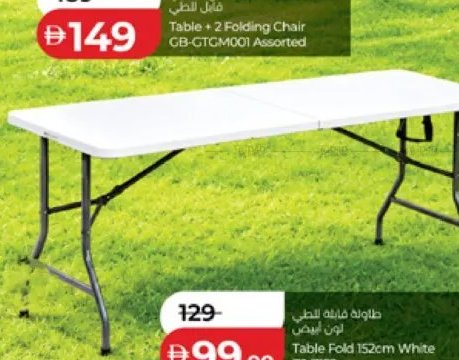 قابل للطي
149
Table + 2 Folding Chair
GB-GTGM001 Assorted
129
طاولة قابلة للطي
لون أبيض
99.00
Table Fold 152cm White